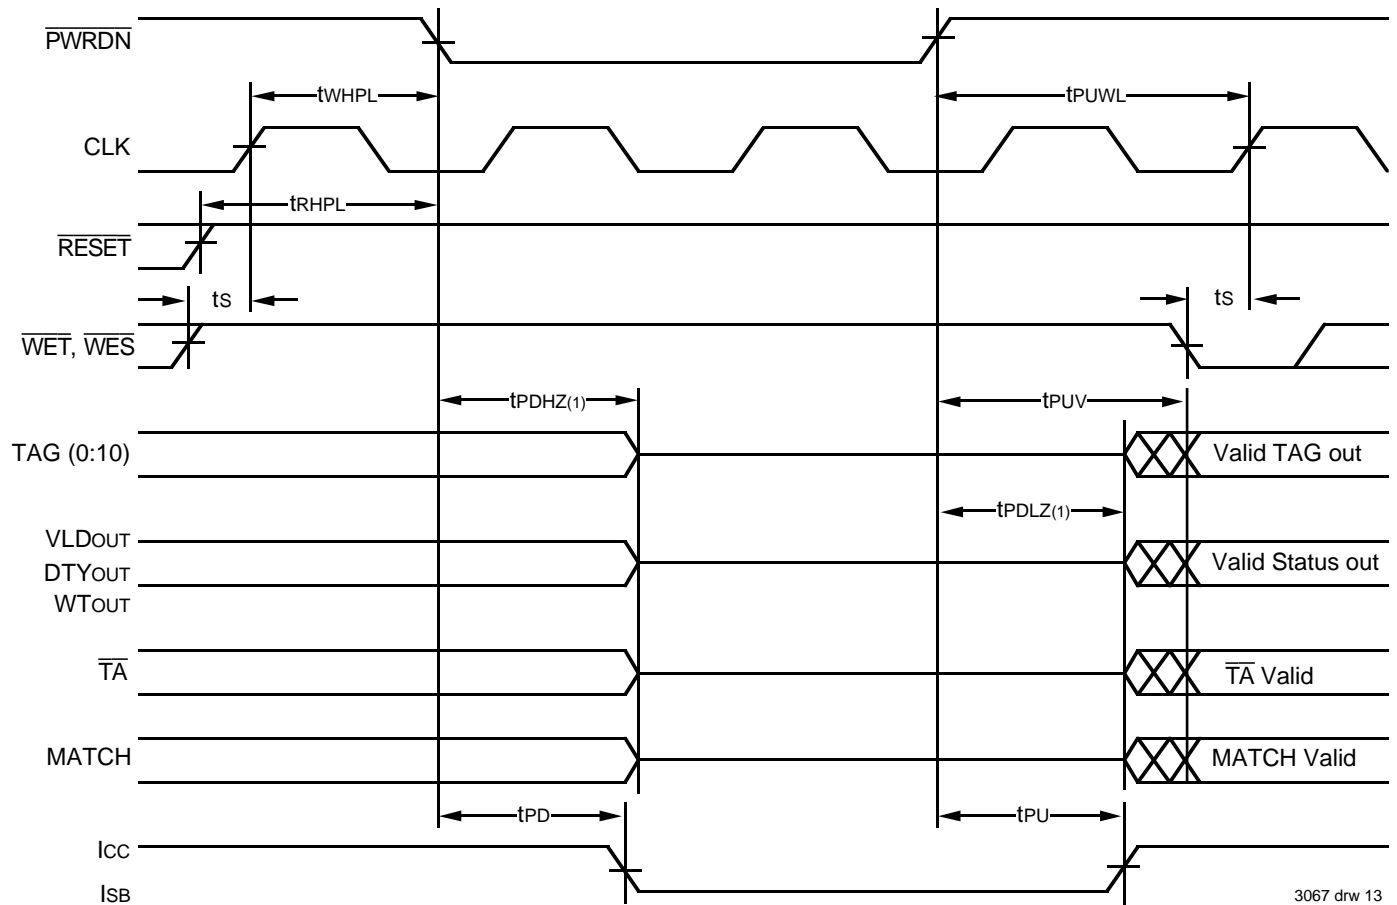 PWRDN
tWHPL
tPUWL
CLK
tRHPL
RESET
tS
tS
WET, WES
tPDHZ(1)
tPUV
TAG (0:10)
Valid TAG out
tPDLZ(1)
VLDOUT
DTYOUT
WTOUT
Valid Status out
TA
TA Valid
MATCH
MATCH Valid
tPD
tPU
ICC
ISB
3067 drw 13